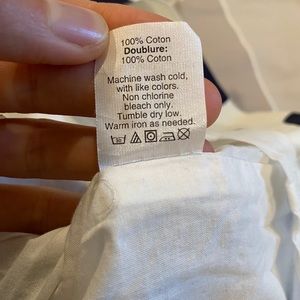 100% Coton
Doublure:
100% Coton
Machine wash cold,
with like colors.
Non chlorine
bleach only.
Tumble dry low.
Warm iron as needed.